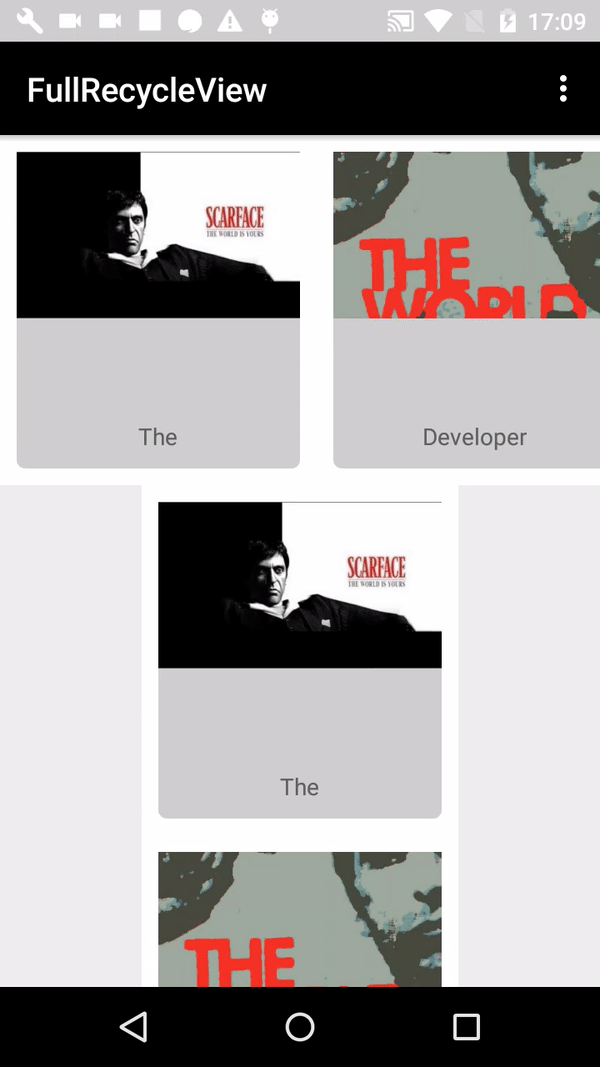 17:09
FullRecycleView
SCARFACE
THE WORLD IS YOURS
THE
WORLD
The
Developer
SCARFACE
THE WORLD IS YOURS
The
THE